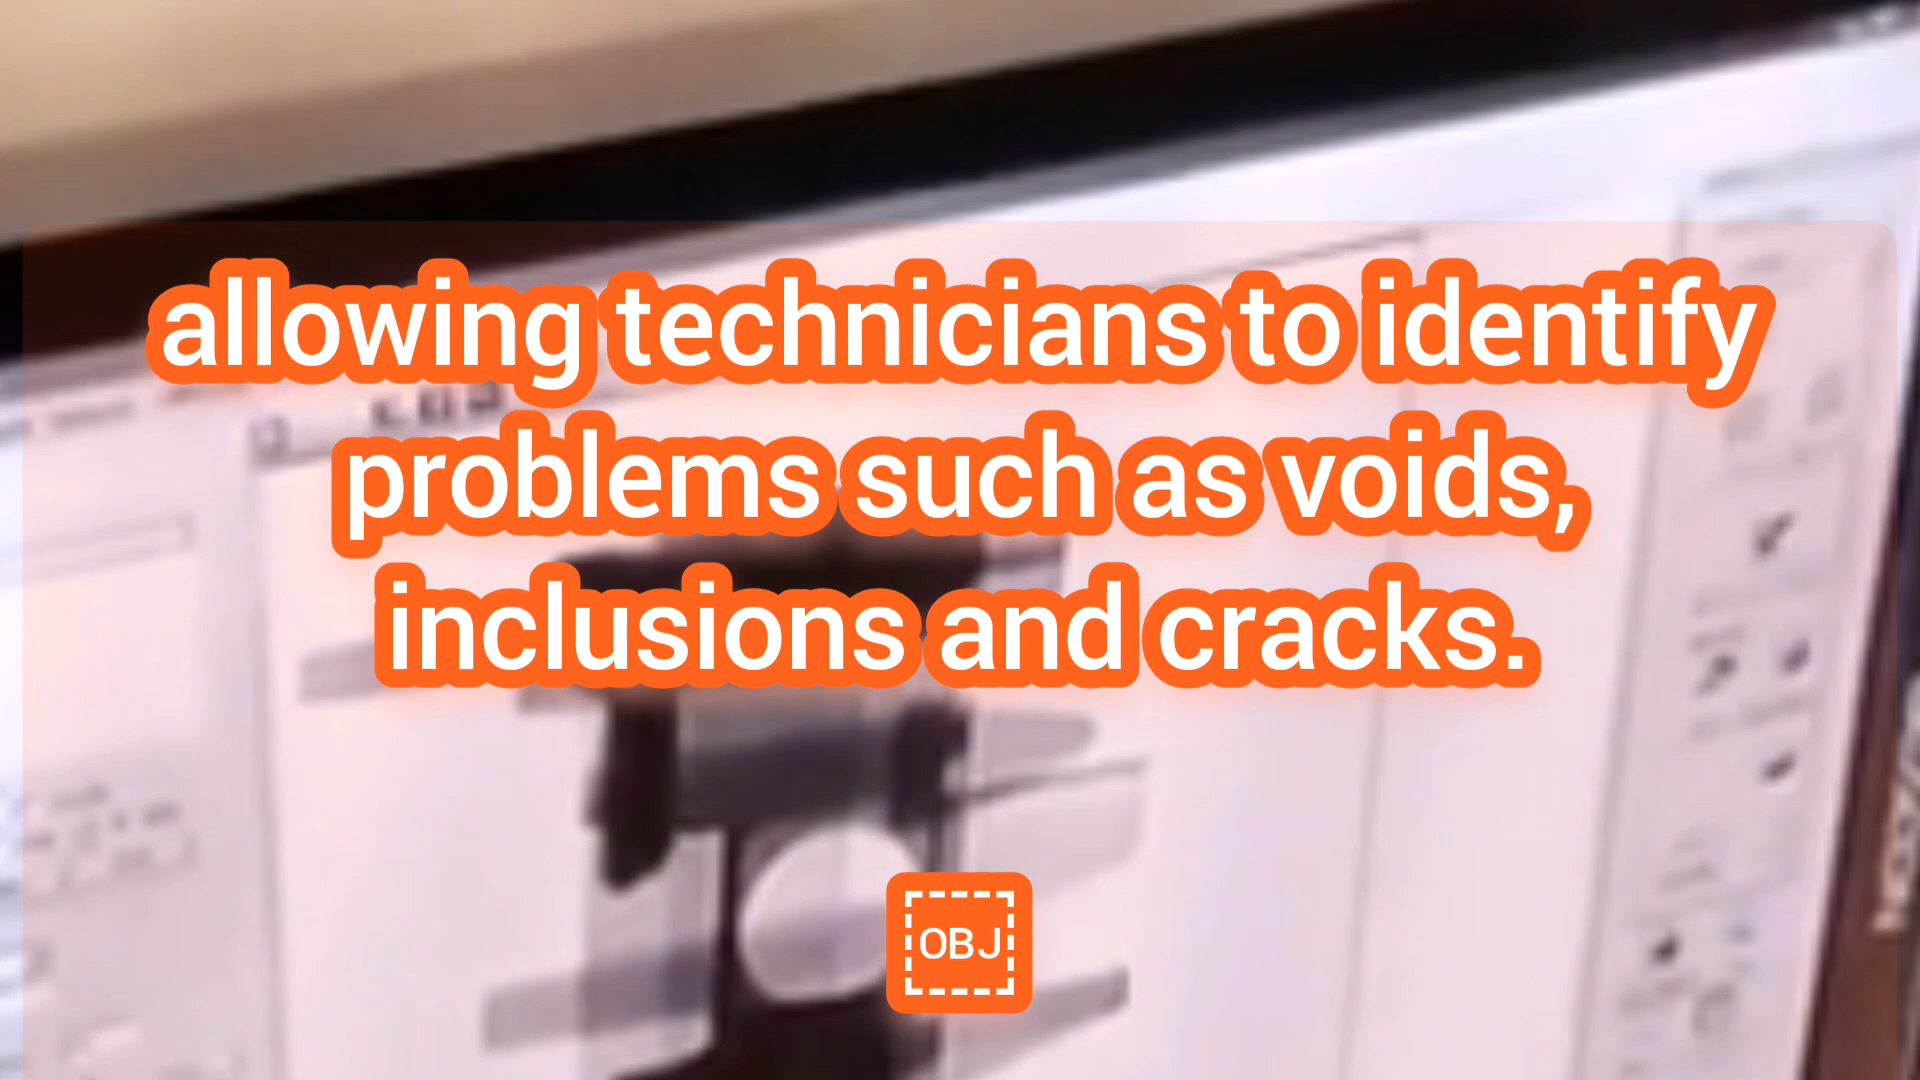 allowing technicians to identify
problems such as voids,
inclusions and cracks.
OBJ